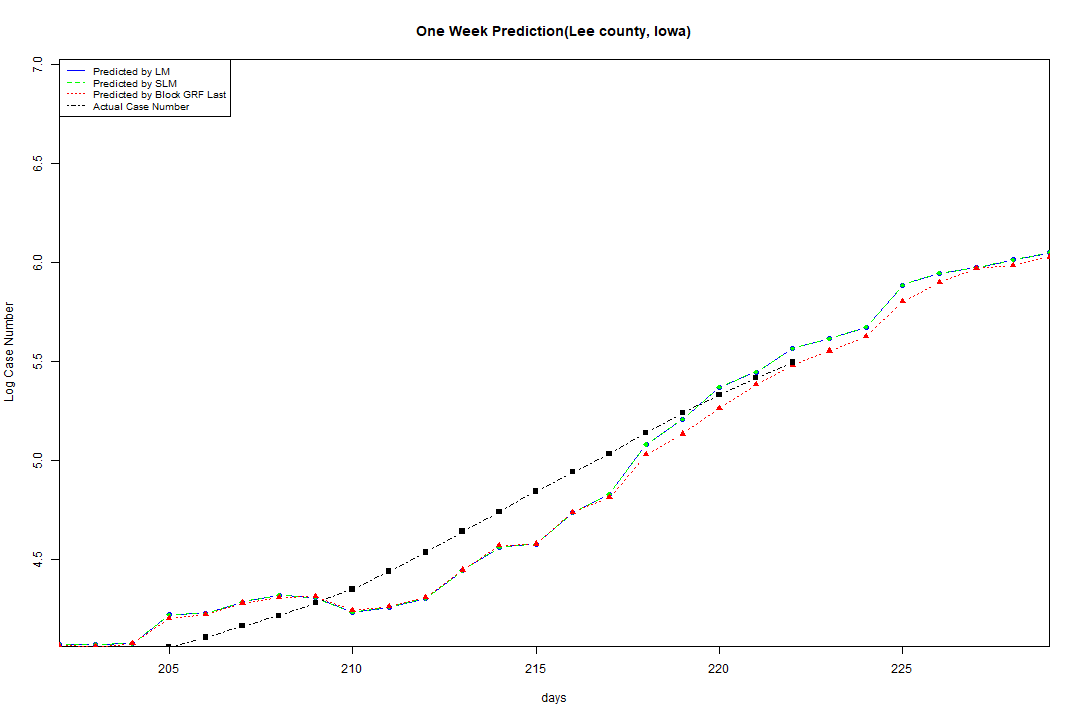 One Week Prediction(Lee county, Iowa)
Predicted by LM
Predicted by SLM
Predicted by Block GRF Last
Actual Case Number
7.0
6.5
6.0
5.5
5.0
4.5
Log Case Number
205 210 215 220 225
days